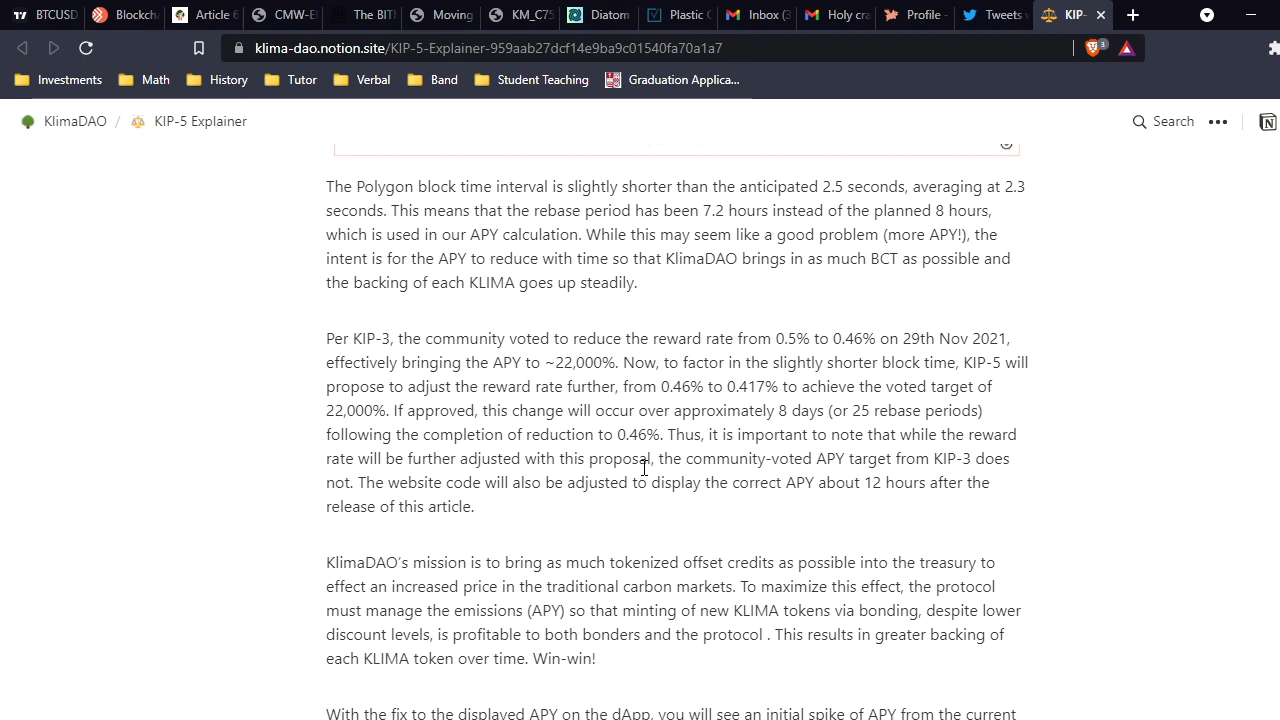 BTCUSD Blockch Article 6 CMW-E The BIT Moving KM_C75 Diatom Plastic C Inbox (3 Holy cra Profile - Tweets KIP-
klima-dao.notion.site/KIP-5-Explainer-959aab27dcf14e9ba9c01540fa70a1a7 3
Investments Math History Tutor Verbal Band Student Teaching Graduation Applica...
KlimaDAO / KIP-5 Explainer Search
The Polygon block time interval is slightly shorter than the anticipated 2.5 seconds, averaging at 2.3
seconds. This means that the rebase period has been 7.2 hours instead of the planned 8 hours,
which is used in our APY calculation. While this may seem like a good problem (more APY!), the
intent is for the APY to reduce with time so that KlimaDAO brings in as much BCT as possible and
the backing of each KLIMA goes up steadily.
Per KIP-3, the community voted to reduce the reward rate from 0.5% to 0.46% on 29th Nov 2021,
effectively bringing the APY to ~22,000%. Now, to factor in the slightly shorter block time, KIP-5 will
propose to adjust the reward rate further, from 0.46% to 0.417% to achieve the voted target of
22,000%. If approved, this change will occur over approximately 8 days (or 25 rebase periods)
following the completion of reduction to 0.46%. Thus, it is important to note that while the reward
rate will be further adjusted with this proposal, the community-voted APY target from KIP-3 does
not. The website code will also be adjusted to display the correct APY about 12 hours after the
release of this article.
KlimaDAO's mission is to bring as much tokenized offset credits as possible into the treasury to
effect an increased price in the traditional carbon markets. To maximize this effect, the protocol
must manage the emissions (APY) so that minting of new KLIMA tokens via bonding, despite lower
discount levels, is profitable to both bonders and the protocol . This results in greater backing of
each KLIMA token over time. Win-win!
With the fix to the displayed APY on the dApp, you will see an initial spike of APY from the current